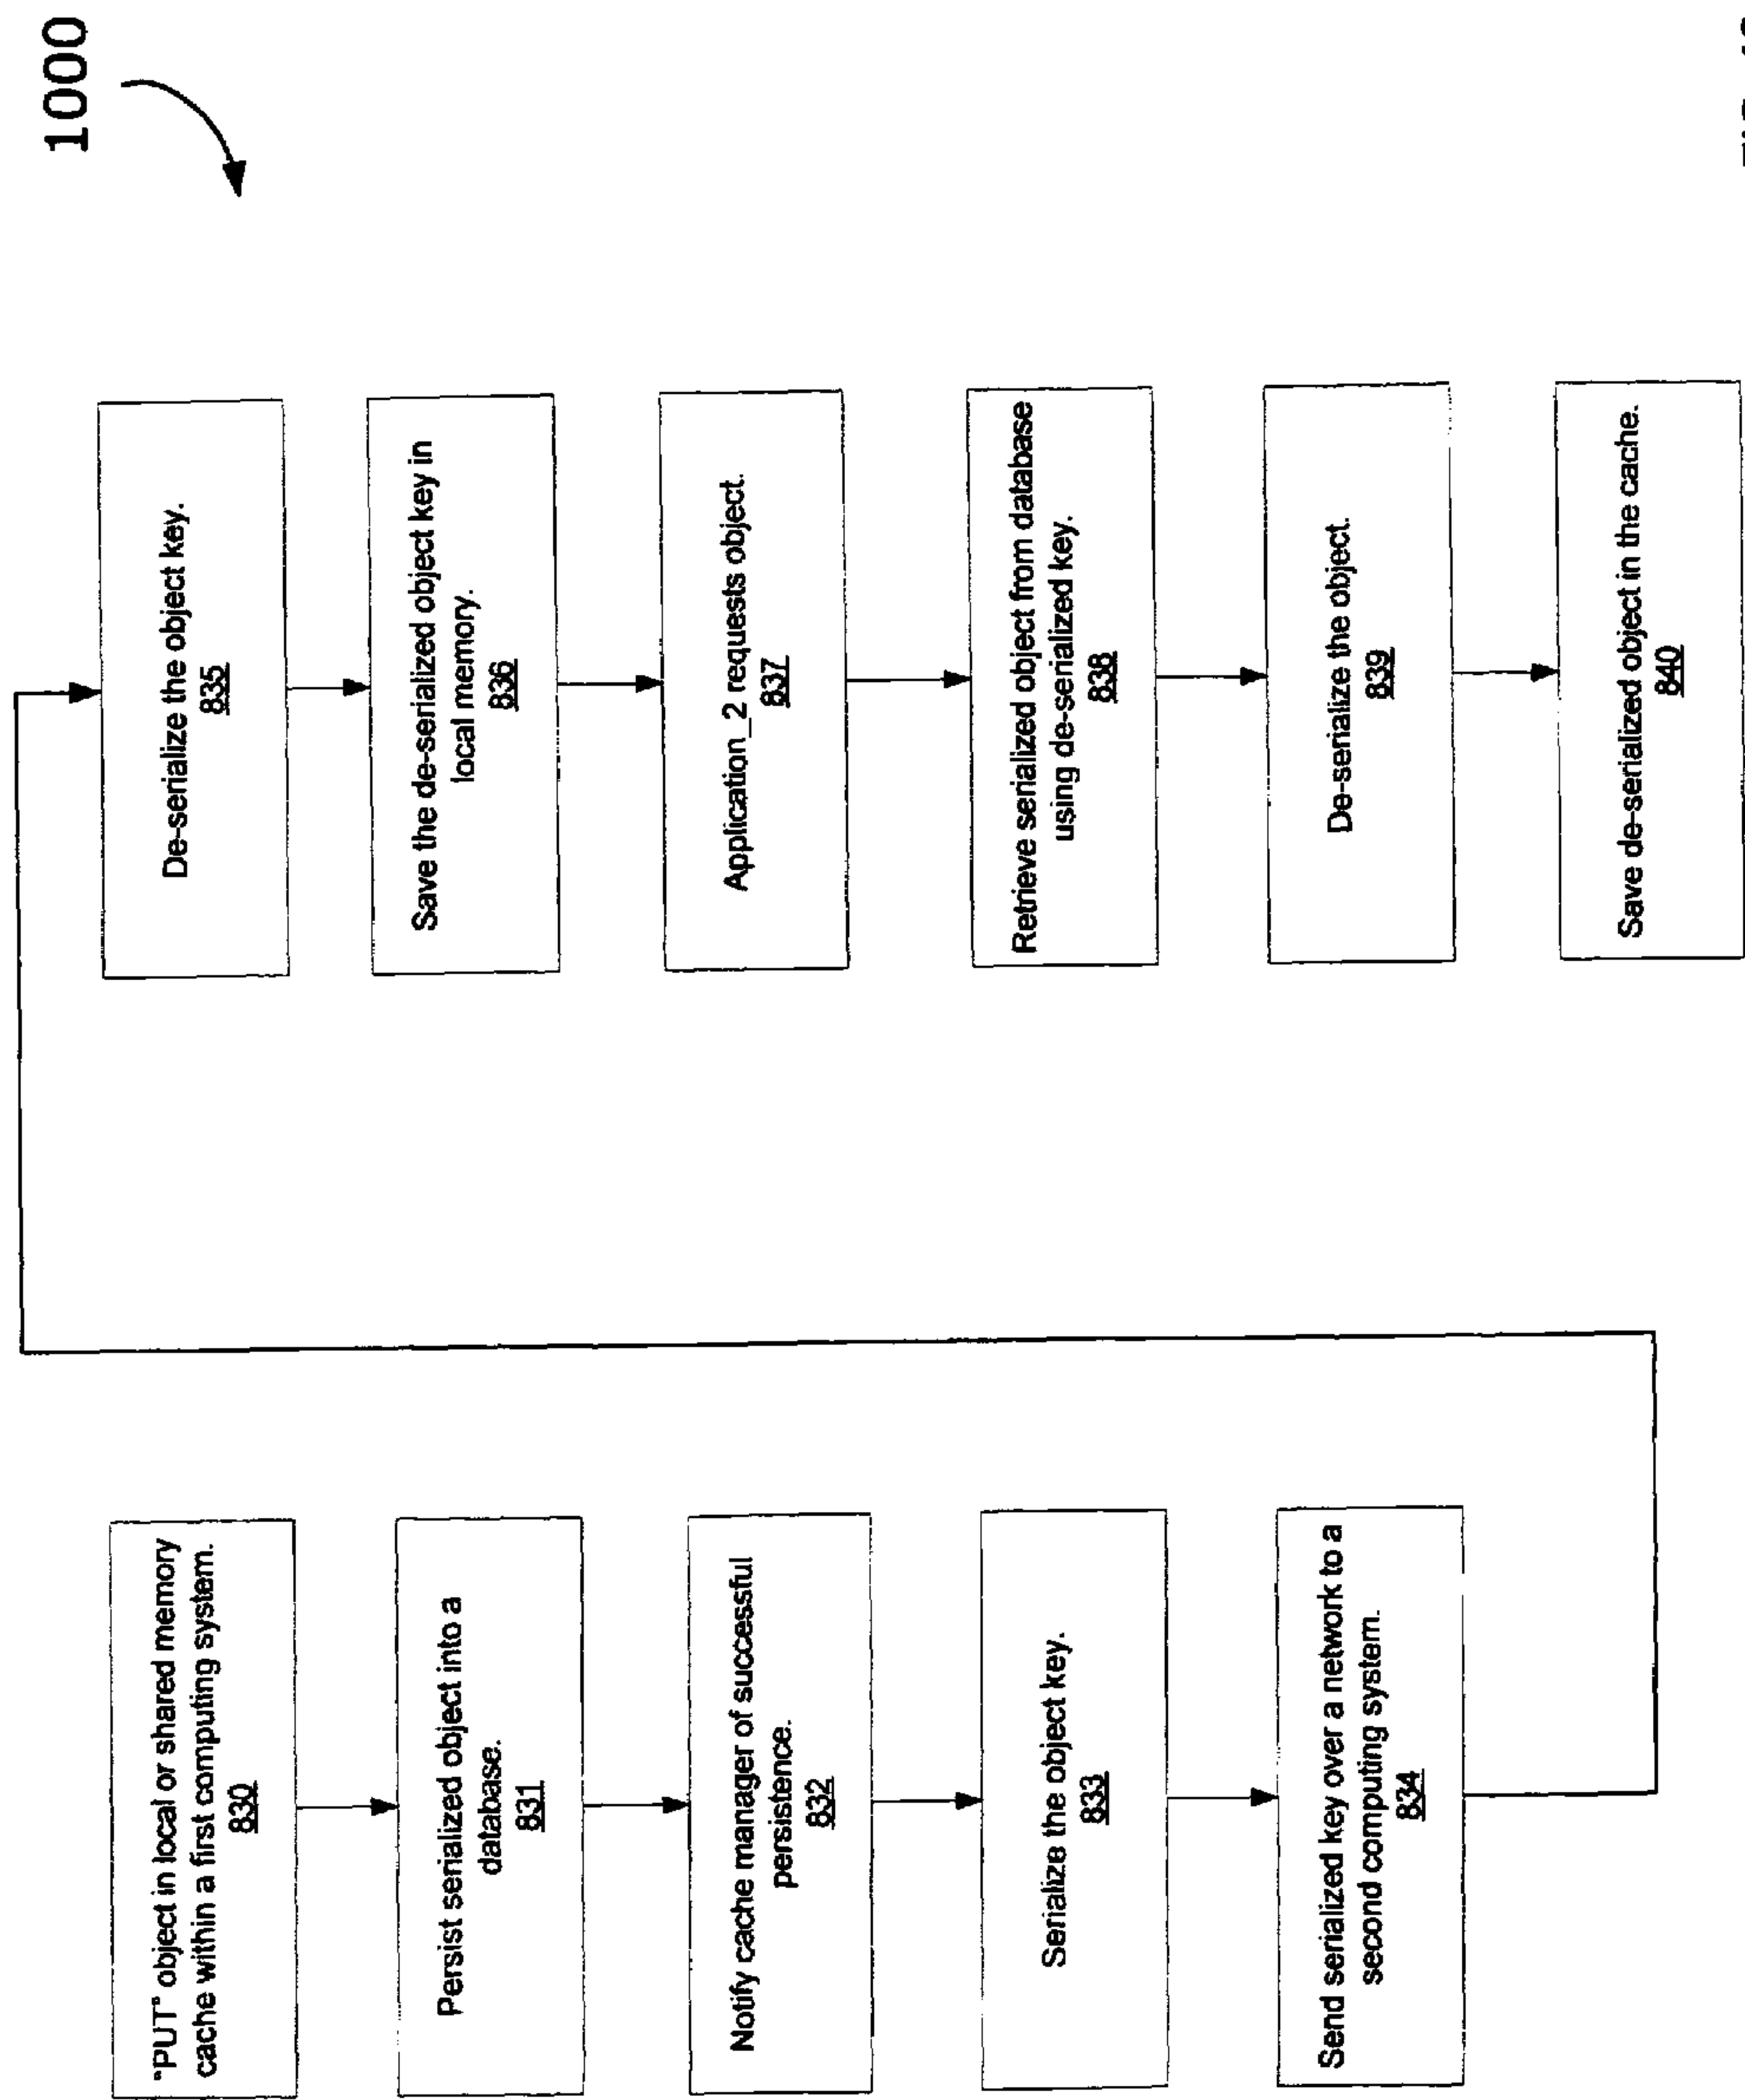 1000
"PUT" object in local or shared memory
cache within a first computing system.
830
Persist serialized object into a
database.
831
Notify cache manager of successful
persistence.
832
Serialize the object key.
833
Send serialized key over a network to a
second computing system.
834
De-serialize the object key.
835
Save the de-serialized object key in
local memory.
836
Application_2 requests object.
837
Retrieve serialized object from database
using de-serialized key.
838
De-serialize the object.
839
Save de-serialized object in the cache.
840